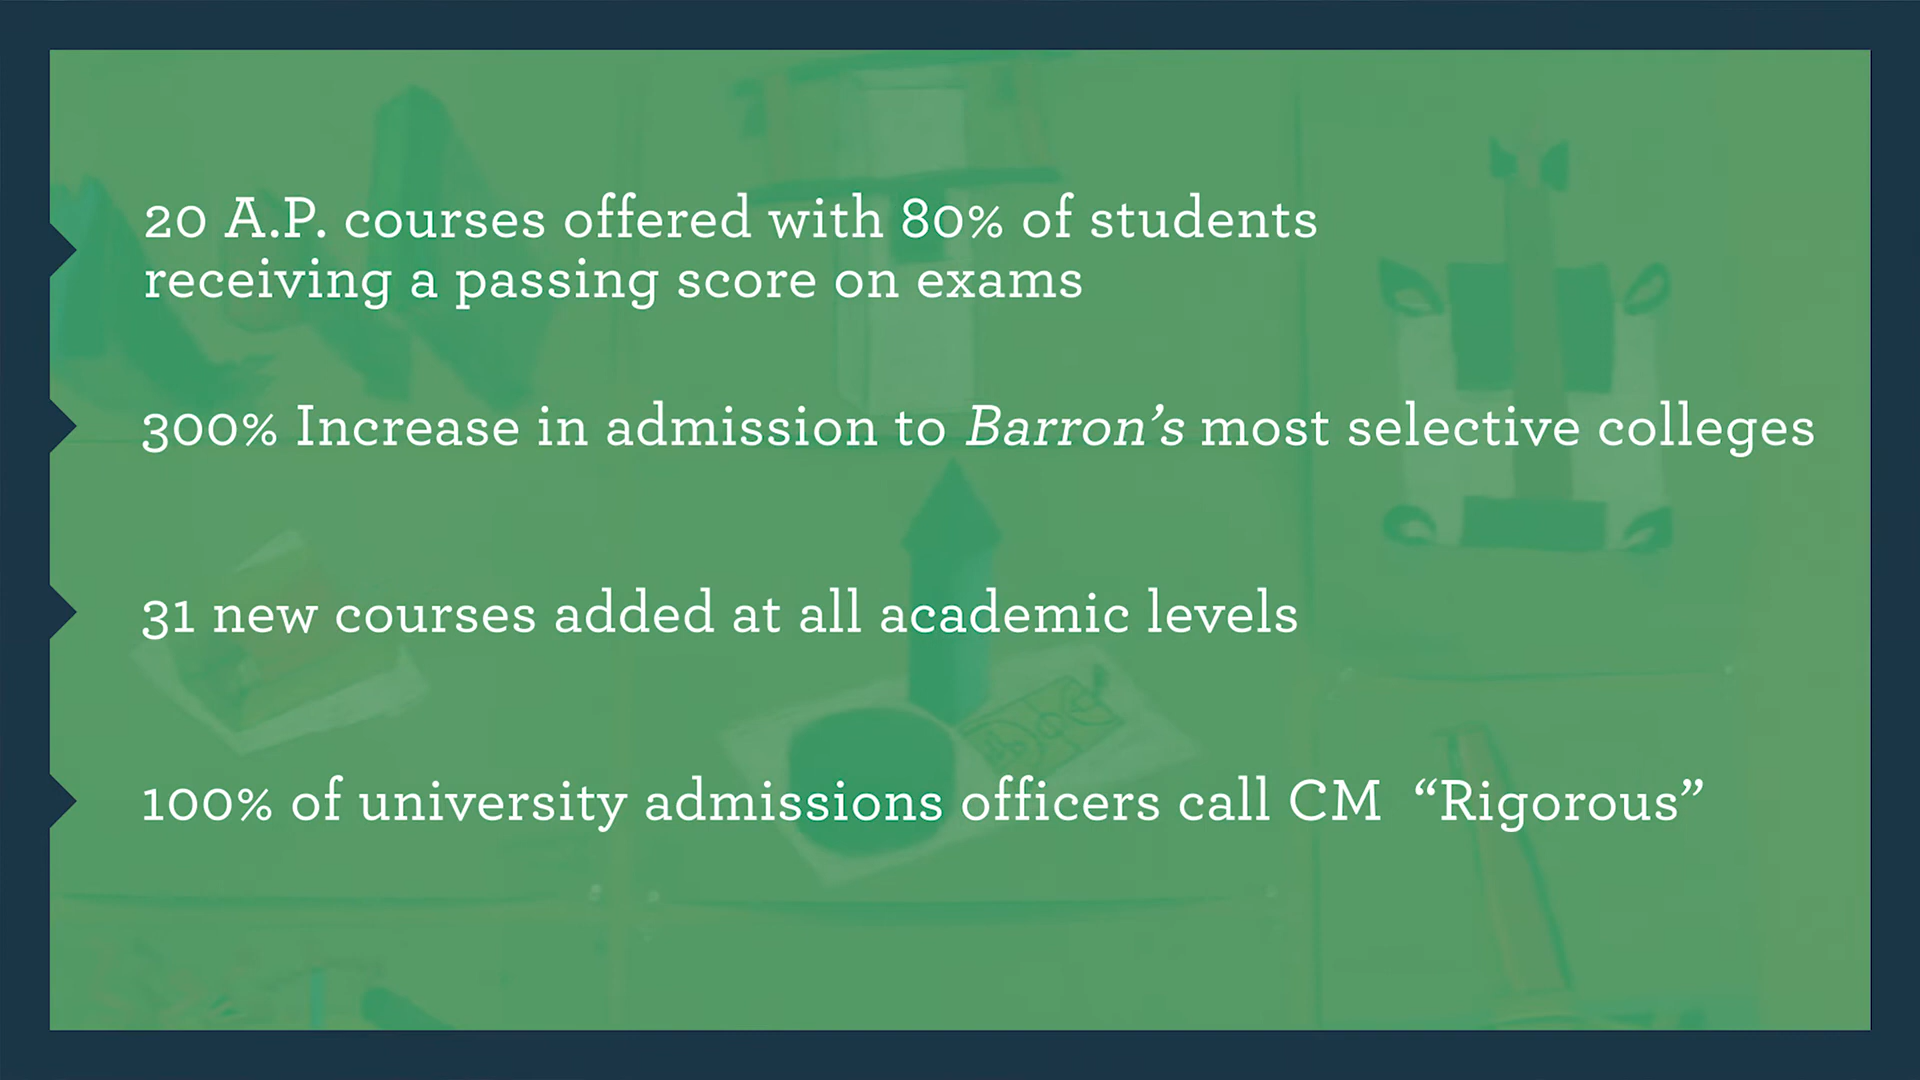 20 A.P. courses offered with 80% of students
receiving a passing score on exams
300% Increase in admission to Barron’s most selective colleges
31 new courses added at all academic levels
100% of university admissions officers call CM “Rigorous”